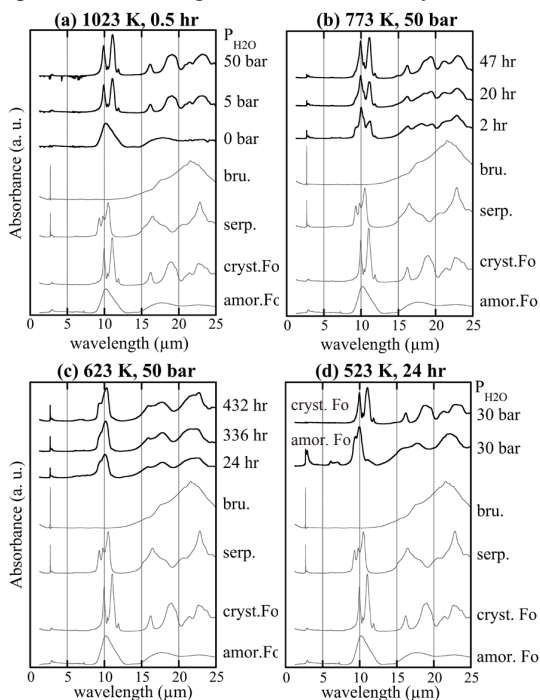 (a) 1023 K, 0.5 hr
P H2O
50 bar
5 bar
0 bar
bru.
serp.
cryst.Fo
amor.Fo
Absorbance (a. u.)
0 5 10 15 20 25
wavelength (µm)
(b) 773 K, 50 bar
47 hr
20 hr
2 hr
bru.
serp.
cryst.Fo
amor.Fo
0 5 10 15 20 25
wavelength (µm)
(c) 623 K, 50 bar
432 hr
336 hr
24 hr
bru.
serp.
cryst.Fo
amor.Fo
Absorbance (a. u.)
0 5 10 15 20 25
wavelength (µm)
(d) 523 K, 24 hr
P H2O
cryst. Fo
30 bar
amor. Fo
30 bar
bru.
serp.
cryst. Fo
amor. Fo
0 5 10 15 20 25
wavelength (µm)